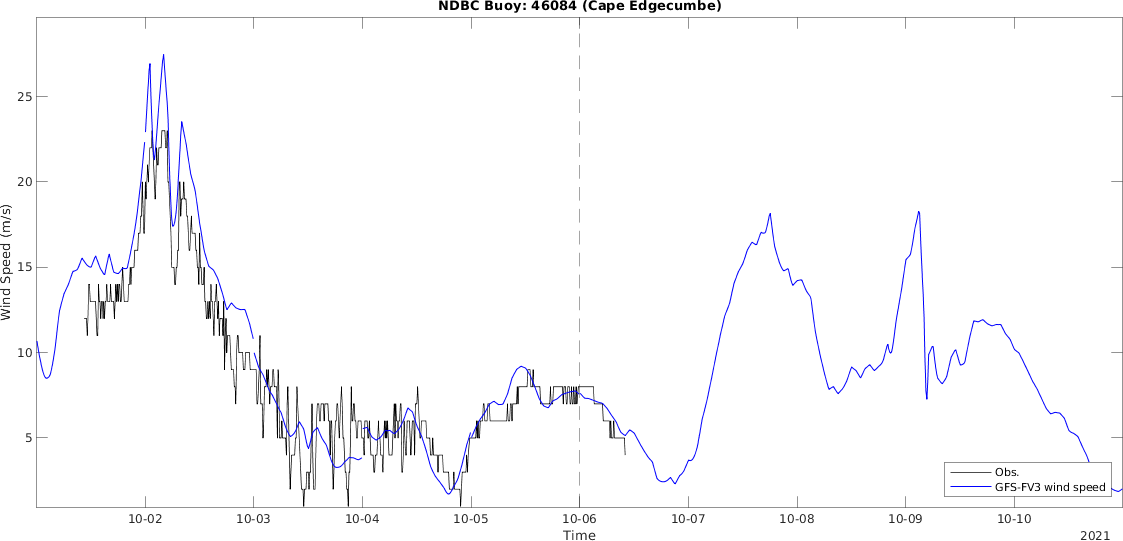 NDBC Buoy: 46084 (Cape Edgecumbe)
25
20
15
10
5
Wind Speed (m/s)
Obs.
GFS-FV3 wind speed
10-02 10-03 10-04 10-05 10-06 10-07 10-08 10-09 10-10
Time
2021